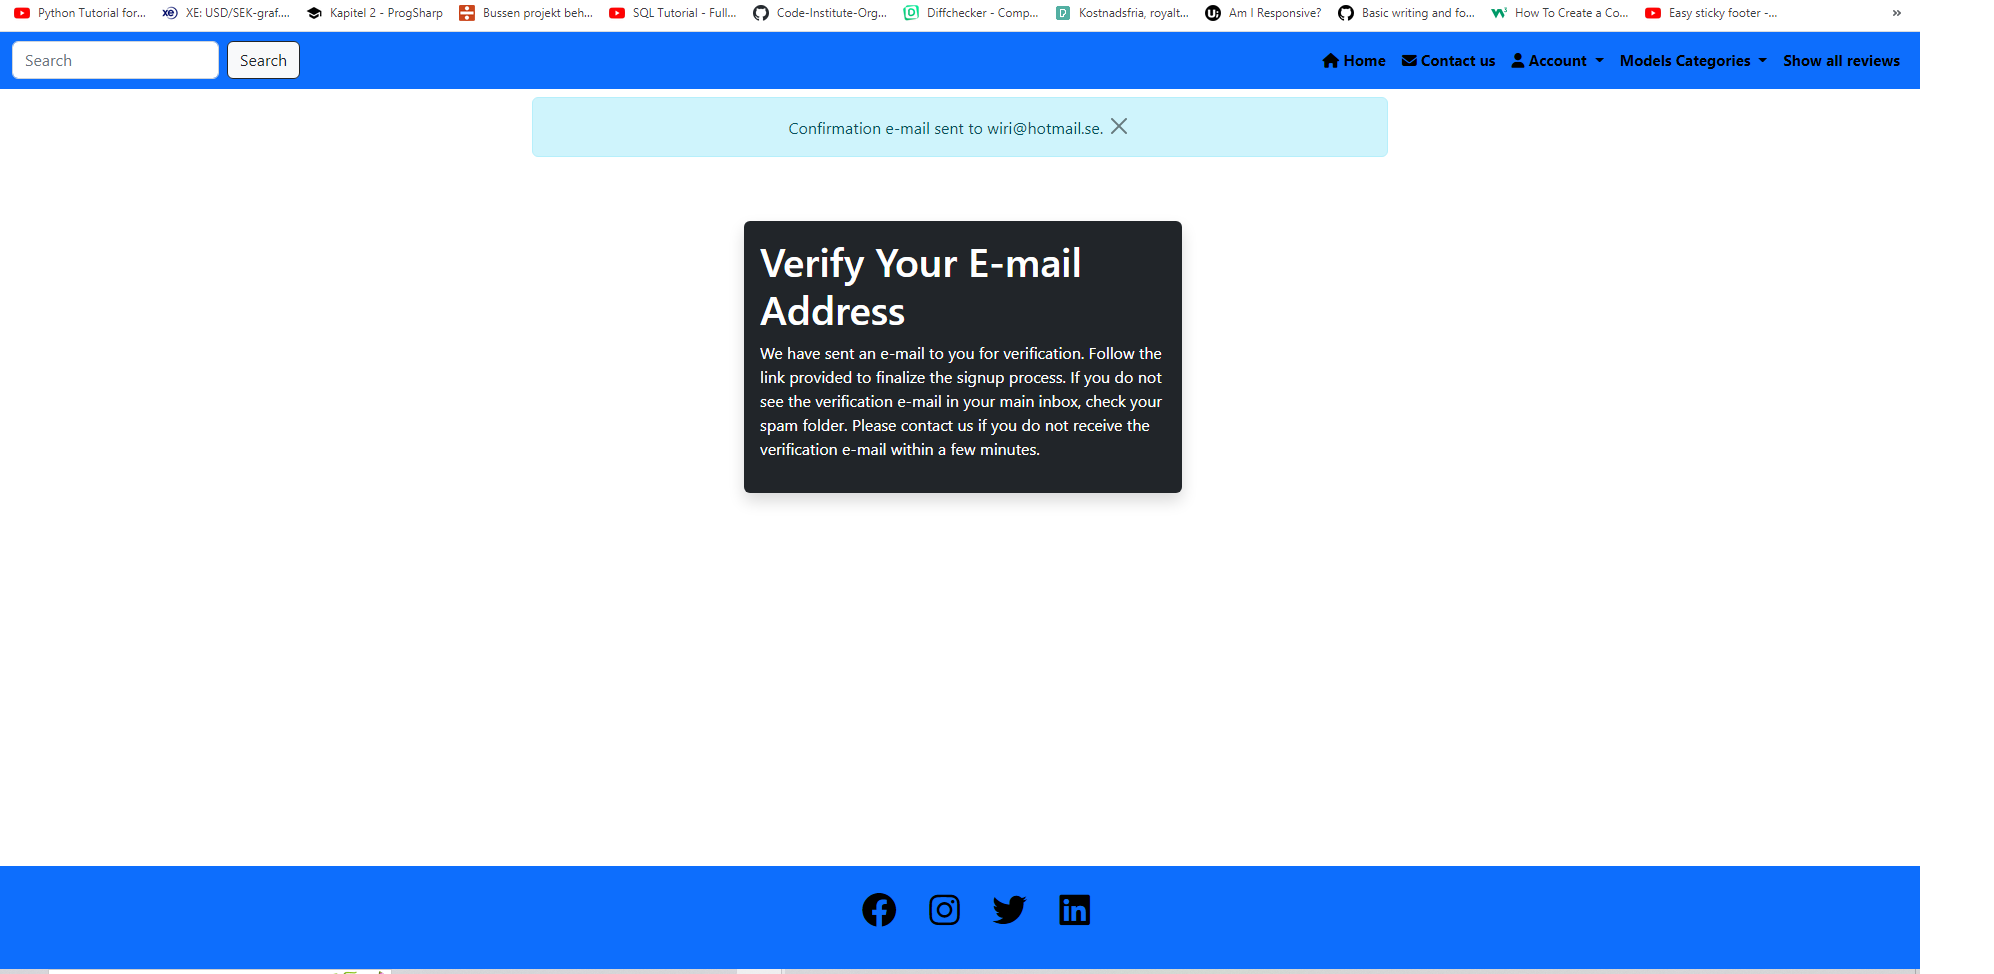 Python Tutorial for... XE: USD/SEK-graf.... Kapitel 2 - ProgSharp Bussen projekt beh... SQL Tutorial - Full... Code-Institute-Org... Diffchecker - Comp... Kostnadsfria, royalt... Am I Responsive? Basic writing and fo... How To Create a Co... Easy sticky footer -... »
Search Search Home Contact us Account Models Categories Show all reviews
Confirmation e-mail sent to wiri@hotmail.se.
Verify Your E-mail
Address
We have sent an e-mail to you for verification. Follow the
link provided to finalize the signup process. If you do not
see the verification e-mail in your main inbox, check your
spam folder. Please contact us if you do not receive the
verification e-mail within a few minutes.